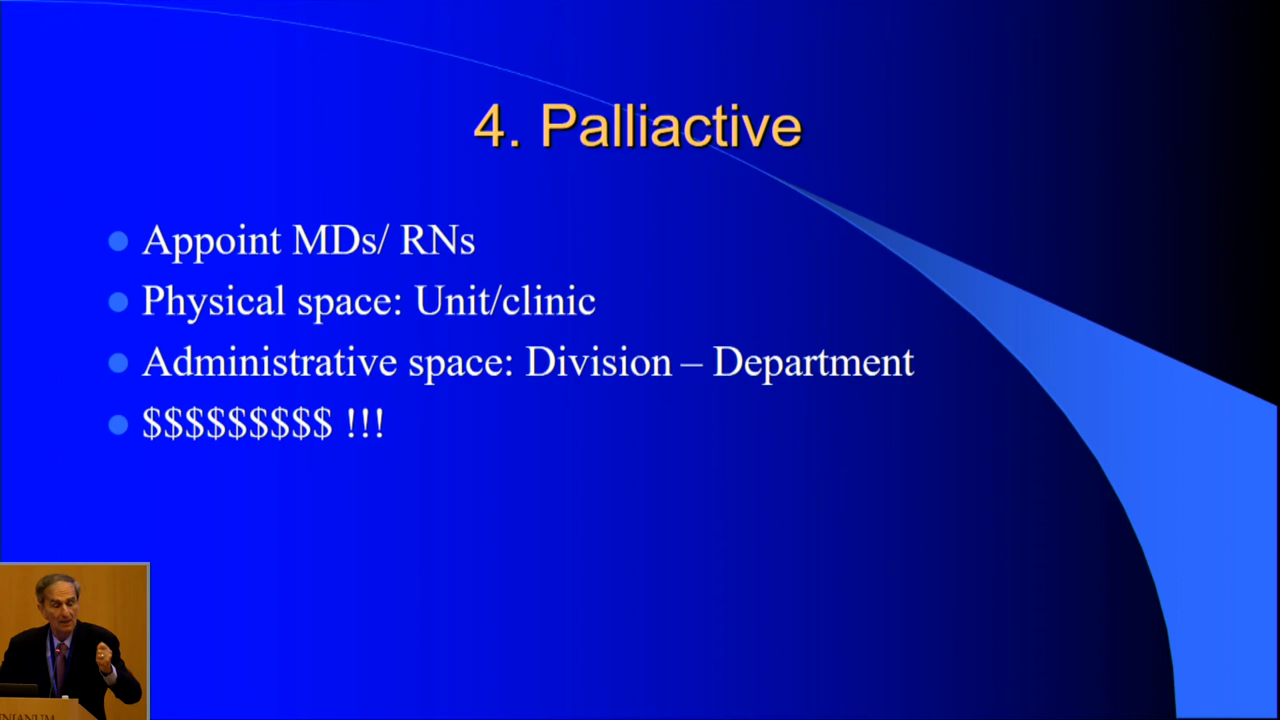 4. Palliactive
Appoint MDs/ RNs
Physical space: Unit/clinic
Administrative space: Division – Department
$$$$$$$$$ !!!